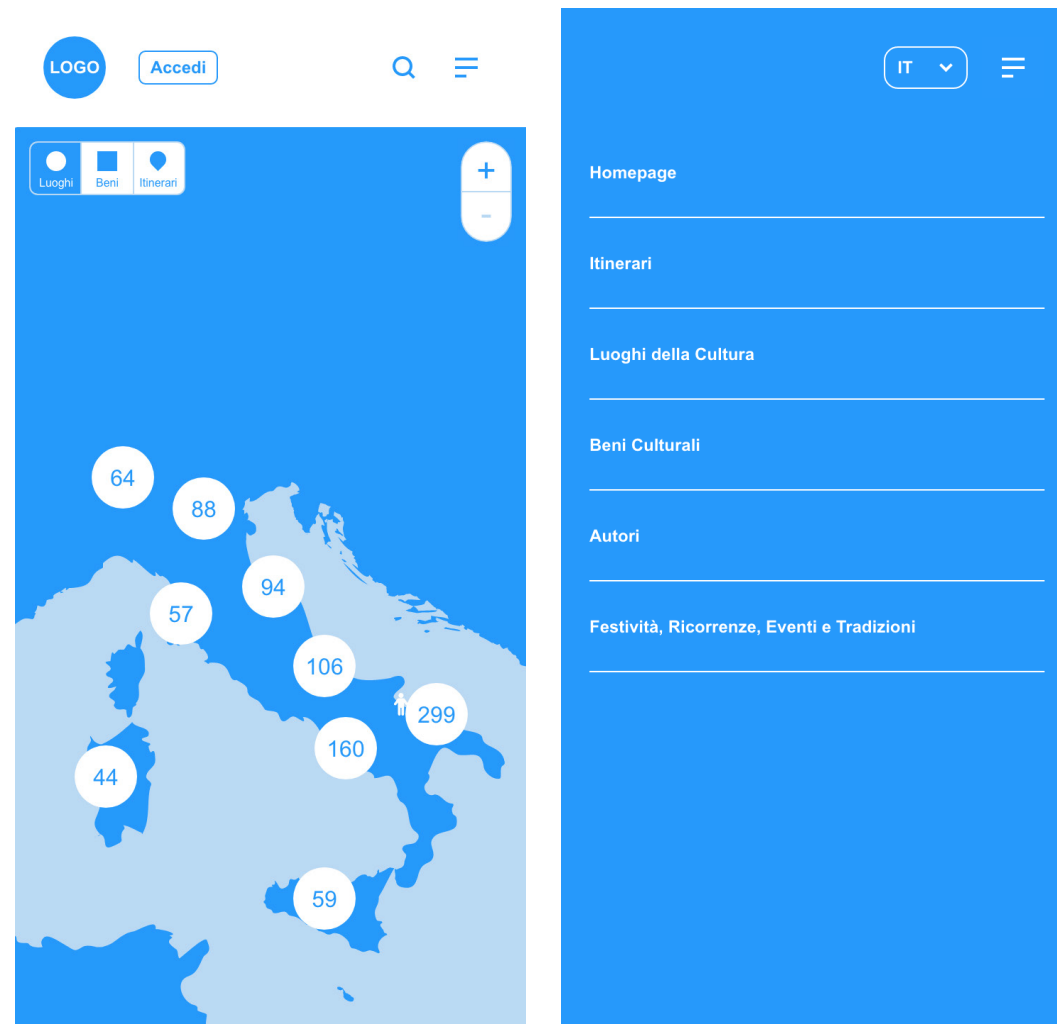 LOGO
Accedi
Luoghi
Beni
Itinerari
+
-
64
88
94
57
106
299
160
44
59
IT
Homepage
Itinerari
Luoghi della Cultura
Beni Culturali
Autori
Festività, Ricorrenze, Eventi e Tradizioni